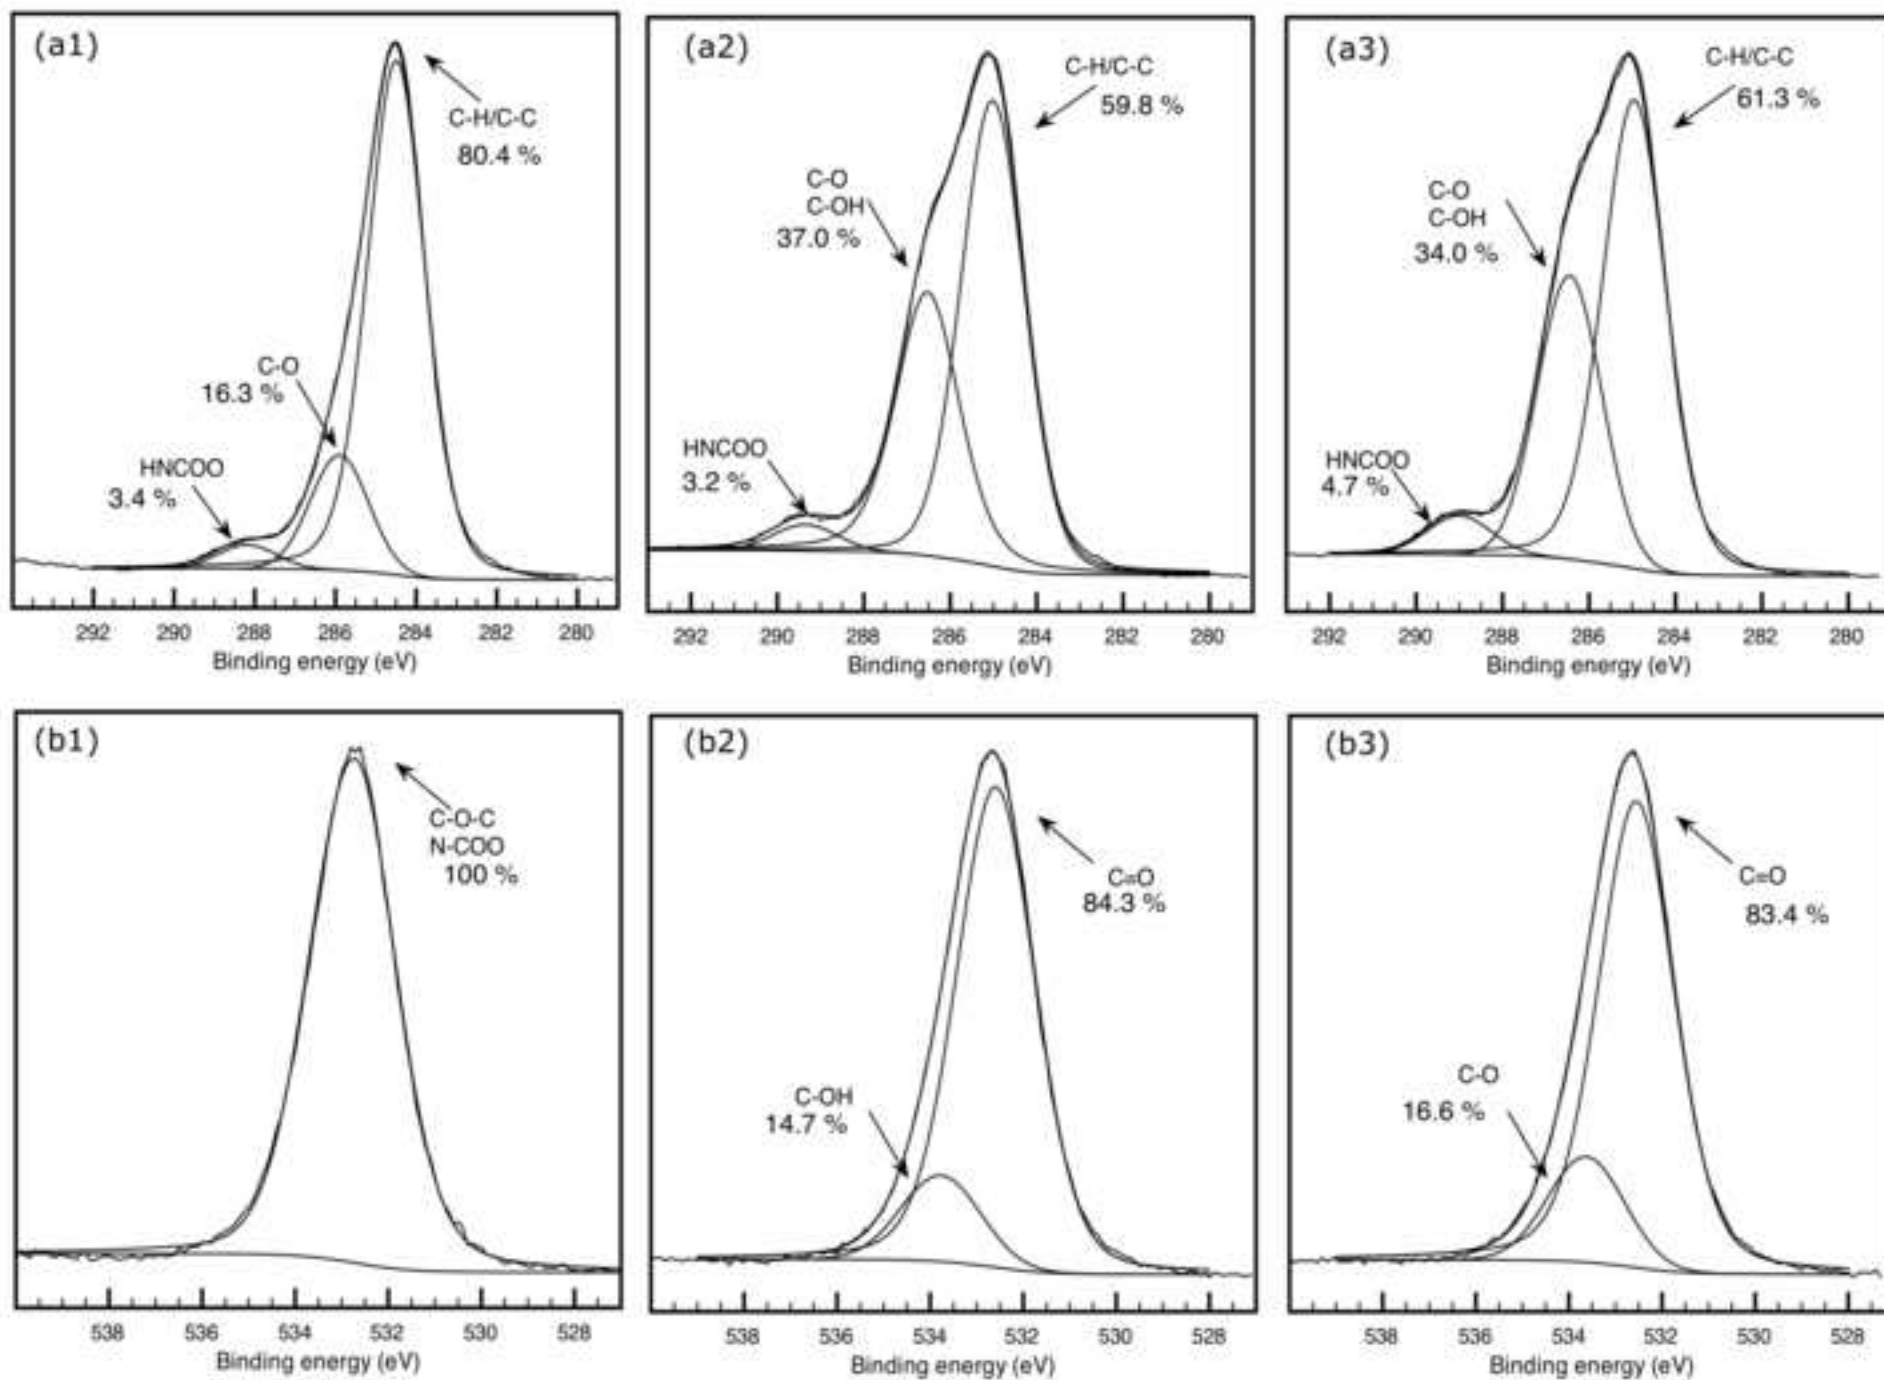 (a1)
C-H/C-C
80.4 %
C-O
16.3 %
HNCOO
3.4 %
292 290 288 286 284 282 280
Binding energy (eV)
(a2)
C-H/C-C
59.8 %
C-O
C-OH
37.0 %
HNCOO
3.2 %
292 290 288 286 284 282 280
Binding energy (eV)
(a3)
C-H/C-C
61.3 %
C-O
C-OH
34.0 %
HNCOO
4.7 %
292 290 288 286 284 282 280
Binding energy (eV)
(b1)
C-O-C
N-COO
100 %
538 536 534 532 530 528
Binding energy (eV)
(b2)
C=O
84.3 %
C-OH
14.7 %
538 536 534 532 530 528
Binding energy (eV)
(b3)
C=O
83.4 %
C-O
16.6 %
538 536 534 532 530 528
Binding energy (eV)